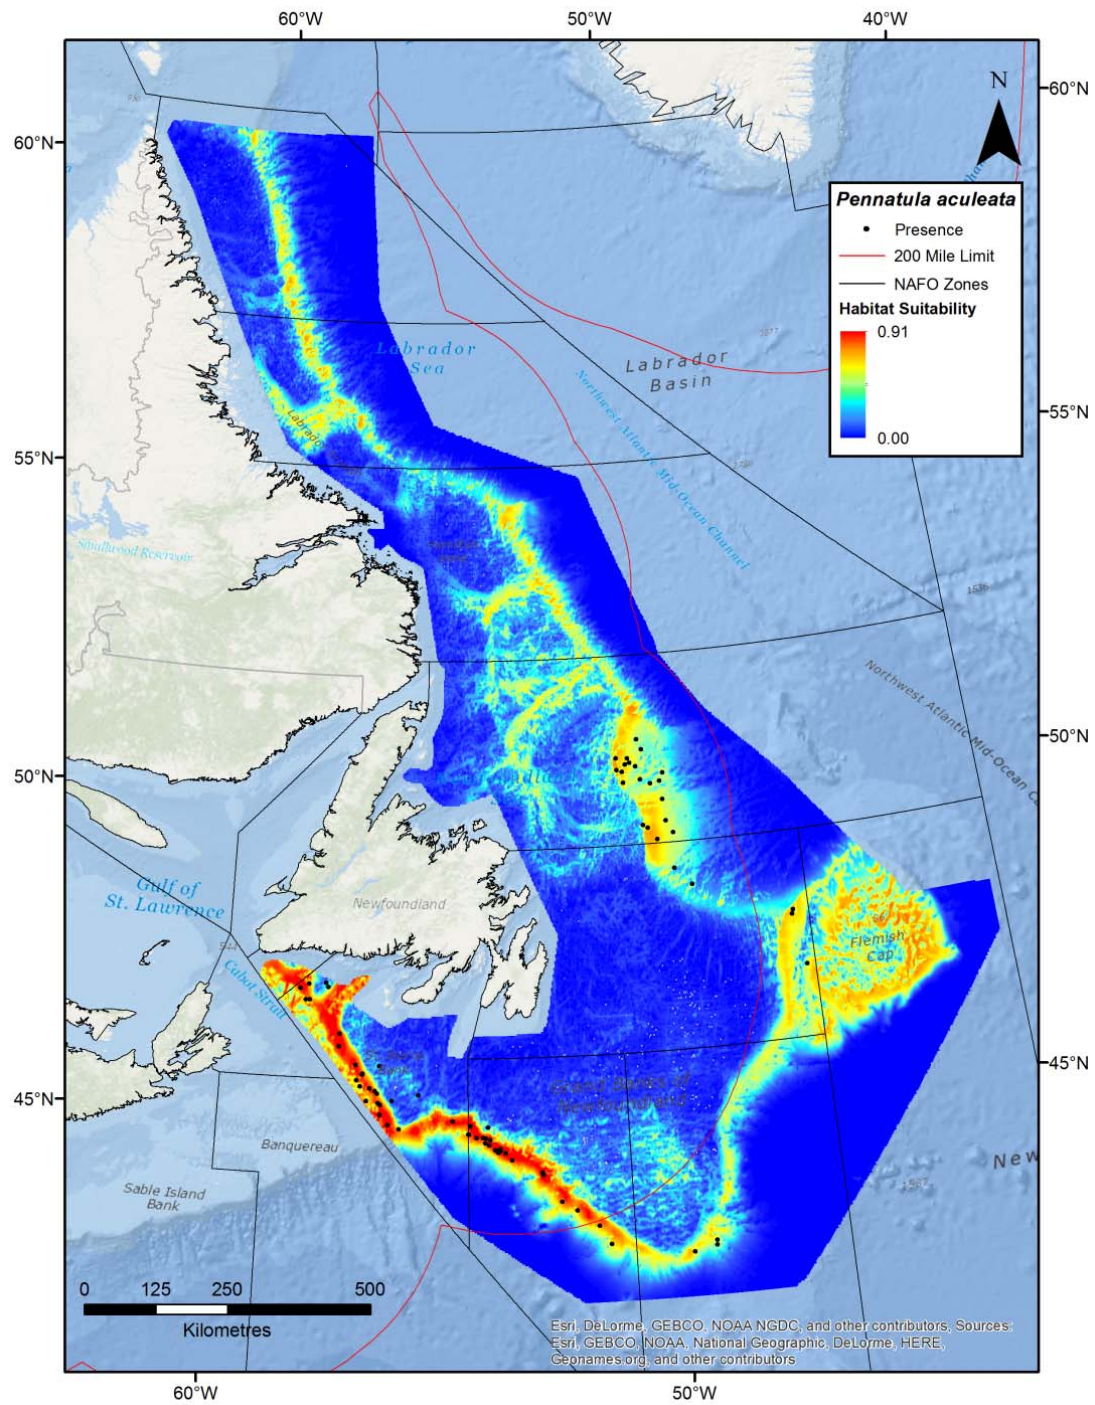 60°W
50°W
40°W
60°N
60°N
N
Pennatula aculeata
Presence
200 Mile Limit
NAFO Zones
Habitat Suitability
0.91
0.00
Labrador
Sea
Labrador
Basin
Northwest Atlantic Mid-Ocean Channel
55°N
55°N
Smallwood Reservoir
Northwest Atlantic Mid-Ocean
50°N
50°N
Gulf of
St. Lawrence
Newfoundland
Flemish
Cap
Cabot Strait
45°N
45°N
Grand Banks of
Newfoundland
Banquereau
New
Sable Island
Bank
0 125 250 500
Kilometres
Esri, DeLorme, GEBCO, NOAA NGDC, and other contributors, Sources:
Esri, GEBCO, NOAA, National Geographic, DeLorme, HERE,
Geonames.org, and other contributors
60°W
50°W